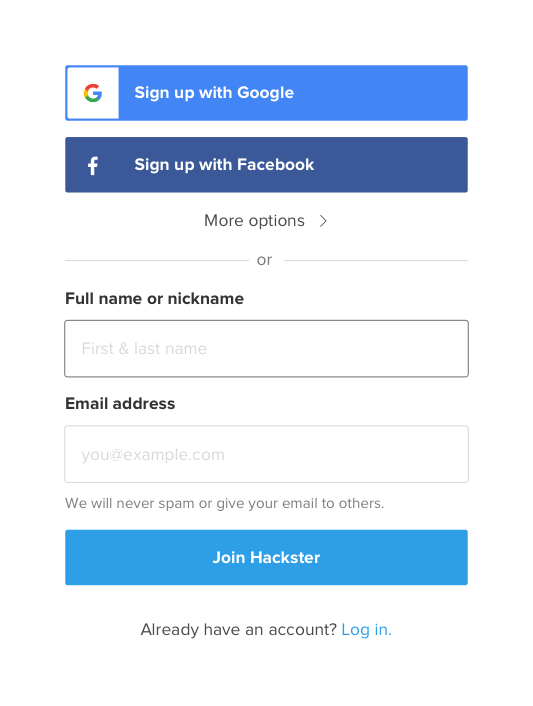 Sign up with Google
Sign up with Facebook
More options
or
Full name or nickname
First & last name
Email address
you@example.com
We will never spam or give your email to others.
Join Hackster
Already have an account? Log in.